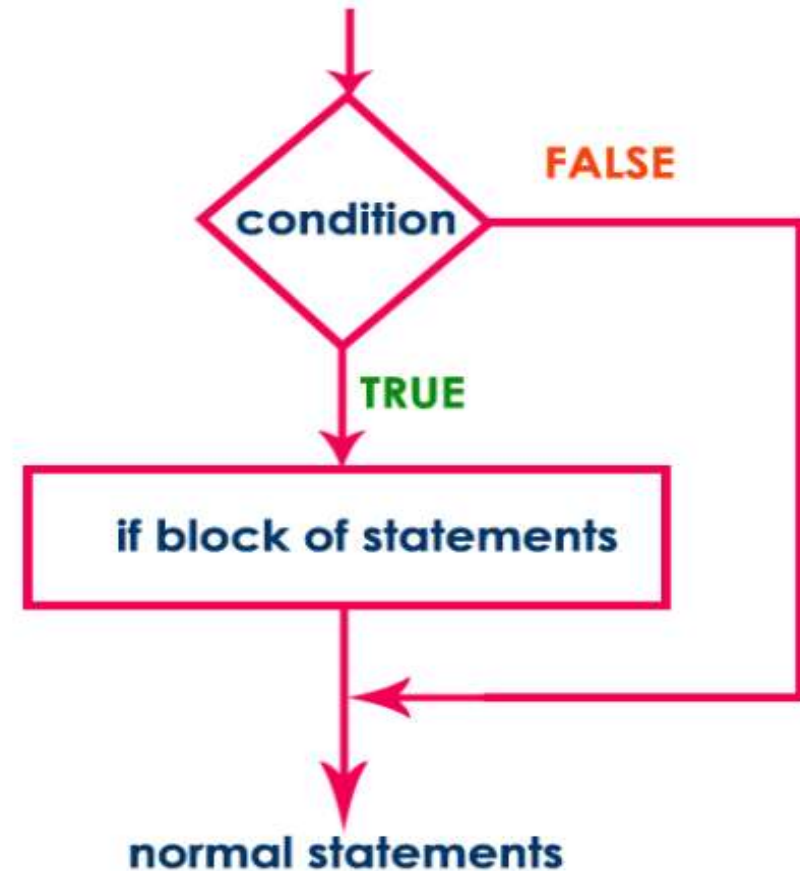 FALSE
condition
TRUE
if block of statements
normal statements